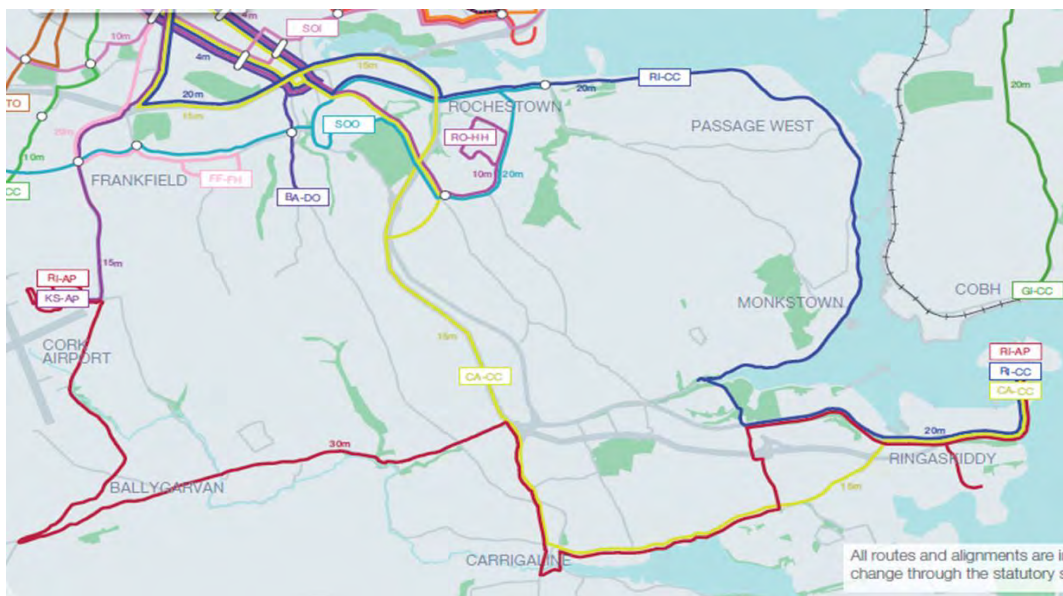 4m
SOI
10m
4m
15m
20m
RI-CC
20m
20m
15m
ROCHESTOWN
TO
SOO
RO-HH
PASSAGE WEST
20m
10m
10m
20m
FRANKFIELD
FF-FH
CC
BA-DO
15m
RI-AP
KS-AP
COBH
GI-CC
MONKSTOWN
CORK
AIRPORT
15m
RI-AP
RI-CC
CA-CC
CA-CC
30m
20m
RINGASKIDDY
BALLYGARVAN
15m
CARRIGALINE
All routes and alignments are i
change through the statutory s